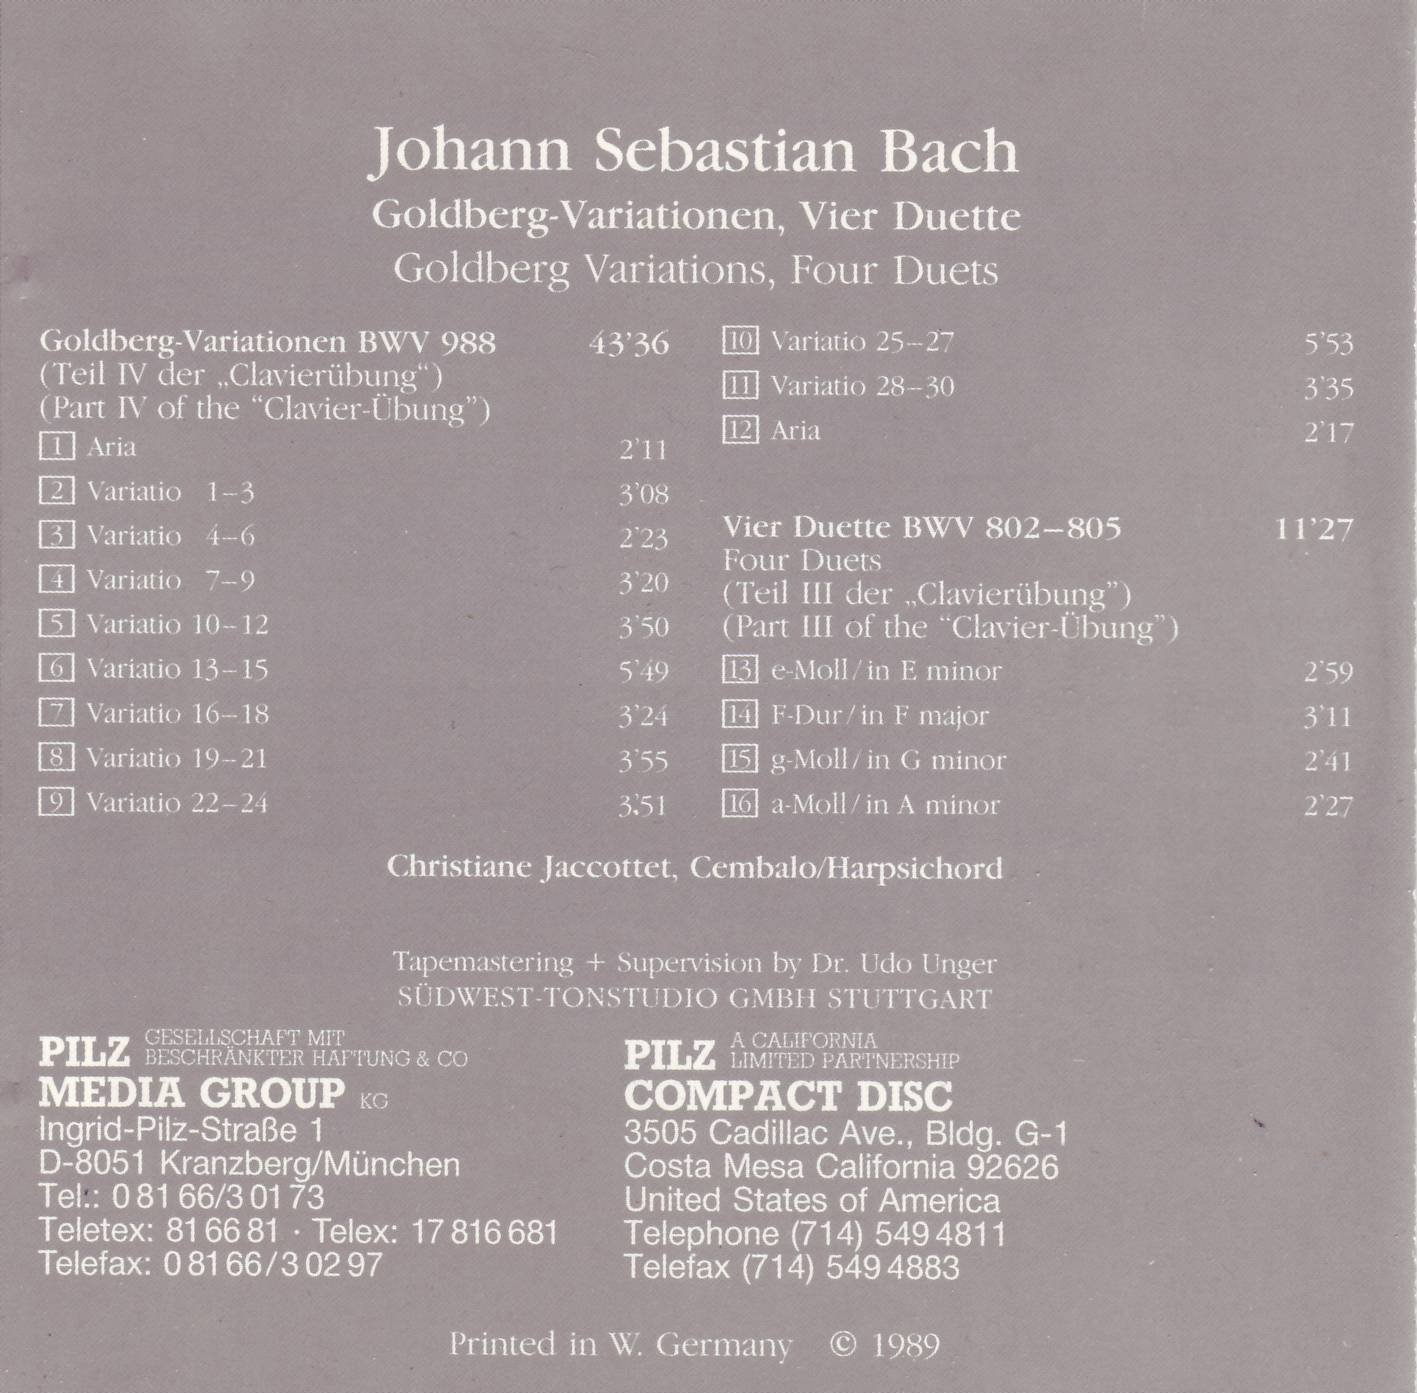 Johann Sebastian Bach
Goldberg-Variationen, Vier Duette
Goldberg Variations, Four Duets
Goldberg-Variationen BWV 988 43'36
(Teil IV der „Clavierübung“)
(Part IV of the “Clavier-Übung”)
1 Aria 2'11
2 Variatio 1–3 3'08
3 Variatio 4–6 2'23
4 Variatio 7–9 3'20
5 Variatio 10–12 3'50
6 Variatio 13–15 5'49
7 Variatio 16–18 3'24
8 Variatio 19–21 3'55
9 Variatio 22–24 3'51
10 Variatio 25–27 5'53
11 Variatio 28–30 3'35
12 Aria 2'17
Vier Duette BWV 802–805 11'27
Four Duets
(Teil III der „Clavierübung”)
(Part III of the “Clavier-Übung”)
13 e-Moll/in E minor 2'59
14 F-Dur/in F major 3'11
15 g-Moll/in G minor 2'41
16 a-Moll/in A minor 2'27
Christiane Jaccottet, Cembalo/Harpsichord
Tapemastering + Supervision by Dr. Udo Unger
SÜDWEST-TONSTUDIO GMBH STUTTGART
PILZ GESELLSCHAFT MIT
BESCHRÄNKTER HAFTUNG & CO
MEDIA GROUP KG
Ingrid-Pilz-Straße 1
D-8051 Kranzberg/München
Tel.: 0 81 66/3 01 73
Teletex: 81 66 81 · Telex: 17 816 681
Telefax: 0 81 66/3 02 97
PILZ A CALIFORNIA
LIMITED PARTNERSHIP
COMPACT DISC
3505 Cadillac Ave., Bldg. G-1
Costa Mesa California 92626
United States of America
Telephone (714) 549 4811
Telefax (714) 549 4883
Printed in W. Germany © 1989